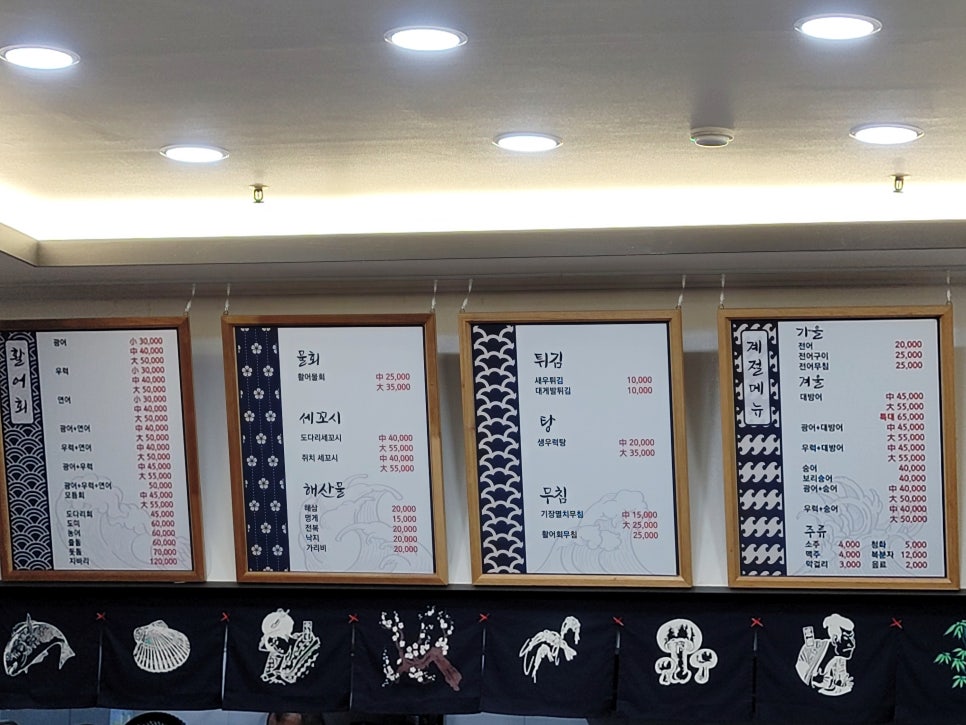 활어회
광어 小 30,000
中 40,000
大 50,000
우럭 小 30,000
中 40,000
大 50,000
연어 小 30,000
中 40,000
大 50,000
광어+연어 中 40,000
大 50,000
우럭+연어 中 40,000
大 50,000
광어+우럭 中 45,000
大 55,000
광어+우럭+연어 50,000
모듬회 中 45,000
大 55,000
도다리회 45,000
도미 60,000
농어 60,000
줄돔 60,000
돗돔 70,000
자바리 120,000
물회
활어물회 中 25,000
大 35,000
세꼬시
도다리세꼬시 中 40,000
大 55,000
쥐치 세꼬시 中 40,000
大 55,000
해산물
해삼 20,000
멍게 15,000
전복 20,000
낙지 20,000
가리비 20,000
튀김
새우튀김 10,000
대게발튀김 10,000
탕
생우럭탕 中 20,000
大 35,000
무침
기장멸치무침 中 15,000
大 25,000
활어회무침 25,000
계절메뉴
가을
전어 20,000
전어구이 25,000
전어무침 25,000
겨울
대방어 中 45,000
大 55,000
특대 65,000
광어+대방어 中 45,000
大 55,000
우럭+대방어 中 45,000
大 55,000
숭어 40,000
보리숭어 40,000
광어+숭어 中 40,000
大 50,000
우럭+숭어 中 40,000
大 50,000
주류
소주 4,000 청화 5,000
맥주 4,000 복분자 12,000
막걸리 3,000 음료 2,000